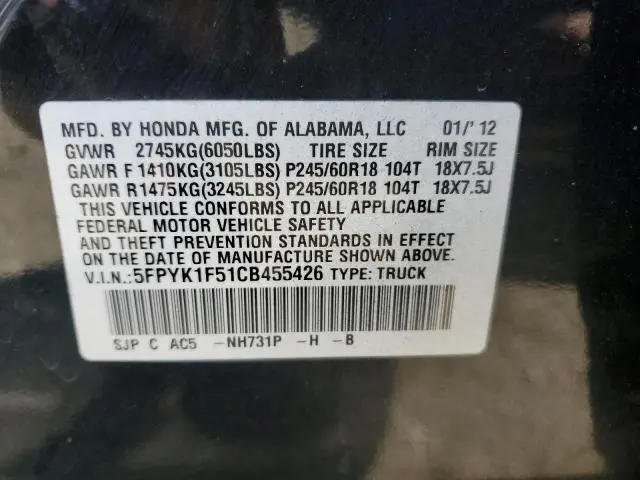 MFD. BY HONDA MFG. OF ALABAMA, LLC 01/'12
GVWR 2745KG(6050LBS) TIRE SIZE RIM SIZE
GAWR F 1410KG(3105LBS) P245/60R18 104T 18X7.5J
GAWR R1475KG(3245LBS) P245/60R18 104T 18X7.5J
THIS VEHICLE CONFORMS TO ALL APPLICABLE
FEDERAL MOTOR VEHICLE SAFETY
AND THEFT PREVENTION STANDARDS IN EFFECT
ON THE DATE OF MANUFACTURE SHOWN ABOVE.
V.I.N.:5FPYK1F51CB455426 TYPE: TRUCK
SJP C AC5 -NH731P -H -B